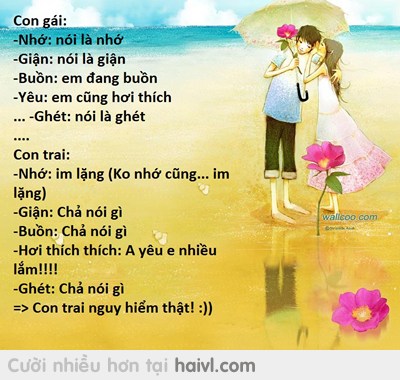 Con gái:
-Nhớ: nói là nhớ
-Giận: nói là giận
-Buồn: em đang buồn
-Yêu: em cũng hơi thích
... -Ghét: nói là ghét
....
Con trai:
-Nhớ: im lặng (Ko nhớ cũng... im
lặng)
-Giận: Chả nói gì
-Buồn: Chả nói gì
-Hơi thích thích: A yêu e nhiều
lắm!!!!
-Ghét: Chả nói gì
=> Con trai nguy hiểm thật! :))
wallcoo.com
Cười nhiều hơn tại haivl.com